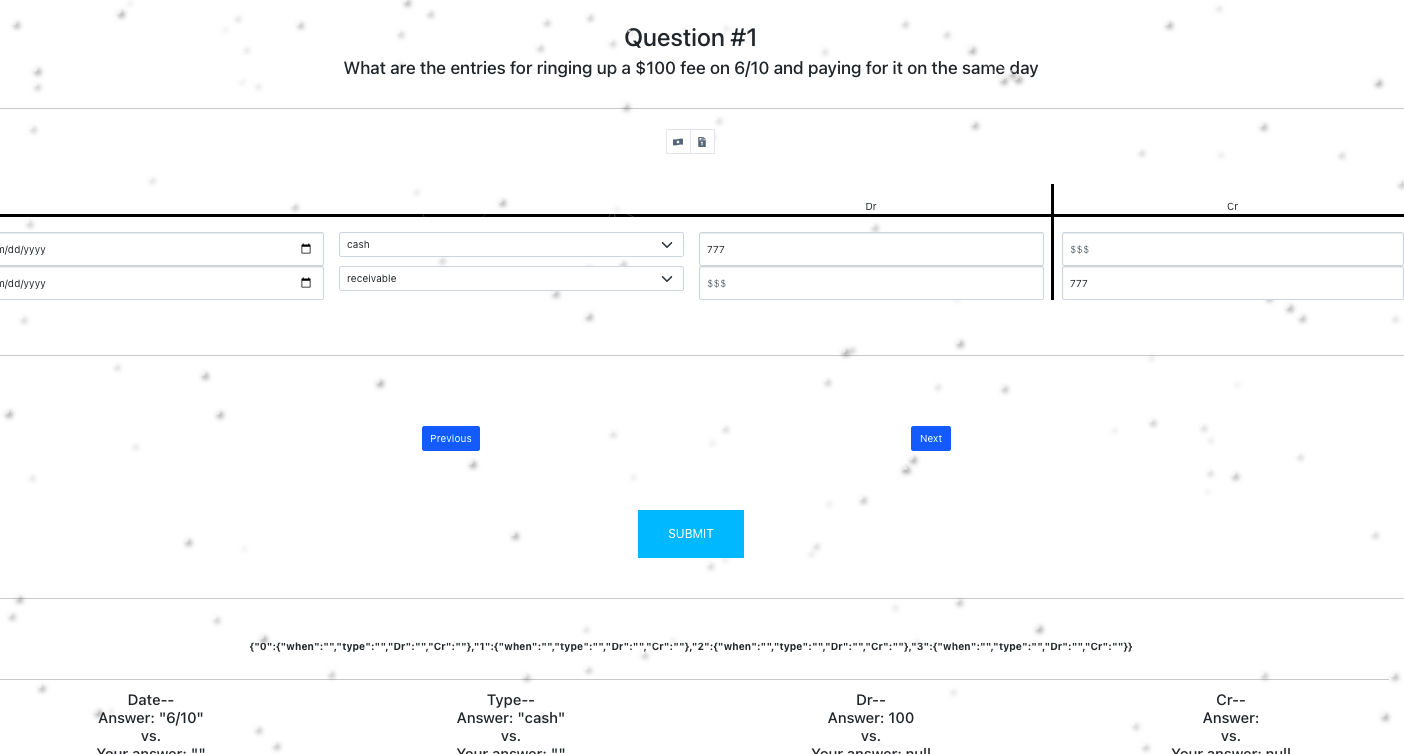 Question #1
What are the entries for ringing up a $100 fee on 6/10 and paying for it on the same day
Dr Cr
m/dd/yyyy cash 777 $$$
m/dd/yyyy receivable $$$ 777
Previous Next
SUBMIT
{"0":{"when":"","type":"","Dr":"","Cr":""},"1":{"when":"","type":"","Dr":"","Cr":""},"2":{"when":"","type":"","Dr":"","Cr":""},"3":{"when":"","type":"","Dr":"","Cr":""}}
Date-- Type-- Dr-- Cr--
Answer: "6/10" Answer: "cash" Answer: 100 Answer:
vs. vs. vs. vs.
Your answer: "" Your answer: "" Your answer: null Your answer: null